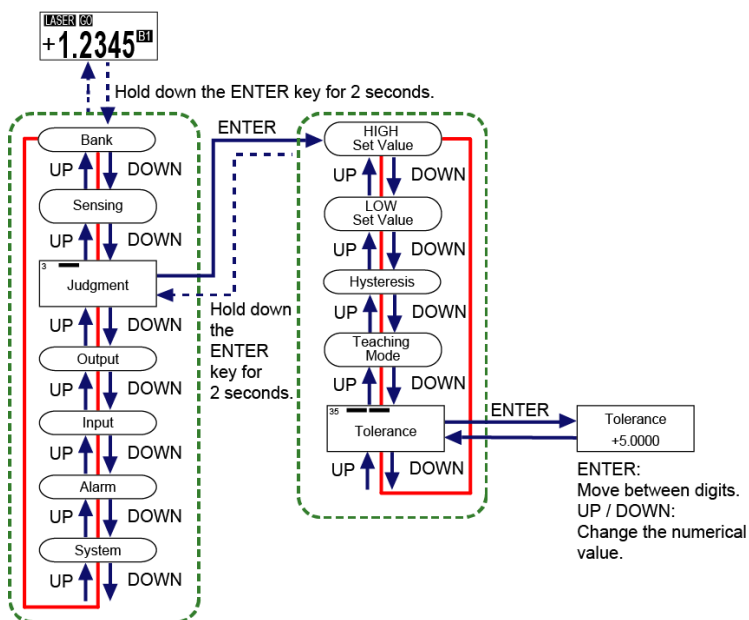 LASER GO
+1.2345 B1
Hold down the ENTER key for 2 seconds.
Bank
UP DOWN
Sensing
UP DOWN
3
Judgment
UP DOWN
Output
UP DOWN
Input
UP DOWN
Alarm
UP DOWN
System
UP DOWN
ENTER
Hold down
the
ENTER
key for
2 seconds.
HIGH
Set Value
UP DOWN
LOW
Set Value
UP DOWN
Hysteresis
UP DOWN
Teaching
Mode
UP DOWN
35
Tolerance
UP DOWN
ENTER
Tolerance
+5.0000
ENTER:
Move between digits.
UP / DOWN:
Change the numerical
value.